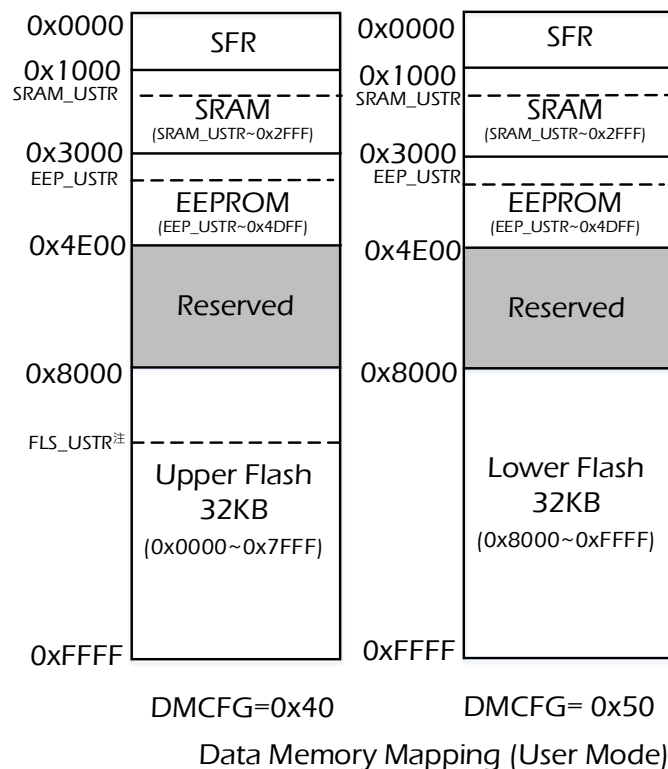 0x0000
SFR
0x1000
SRAM_USTR
SRAM
(SRAM_USTR~0x2FFF)
0x3000
EEP_USTR
EEPROM
(EEP_USTR~0x4DFF)
0x4E00
Reserved
0x8000
FLS_USTR注
Upper Flash
32KB
(0x0000~0x7FFF)
0xFFFF
DMCFG=0x40
0x0000
SFR
0x1000
SRAM_USTR
SRAM
(SRAM_USTR~0x2FFF)
0x3000
EEP_USTR
EEPROM
(EEP_USTR~0x4DFF)
0x4E00
Reserved
0x8000
Lower Flash
32KB
(0x8000~0xFFFF)
0xFFFF
DMCFG= 0x50
Data Memory Mapping (User Mode)